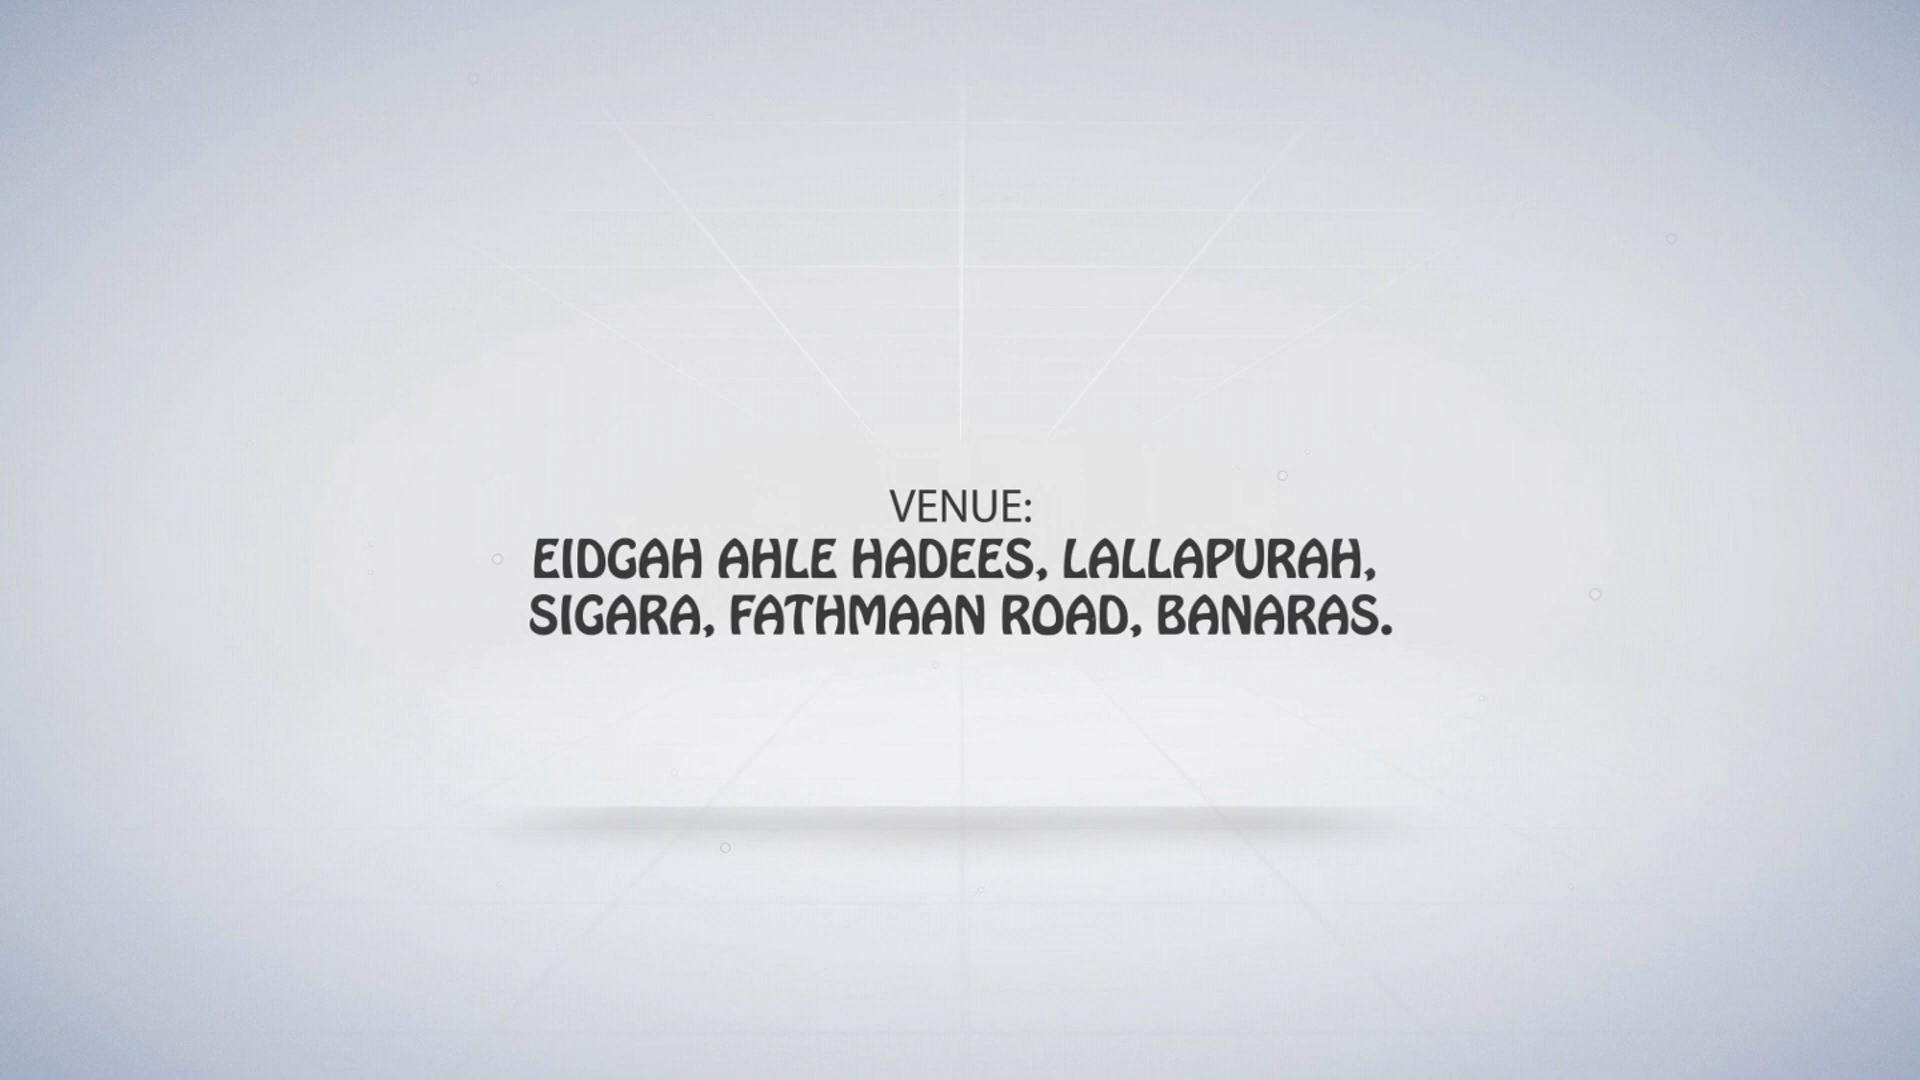 VENUE:
EIDGAH AHLE HADEES, LALLAPURAH,
SIGARA, FATHMAAN ROAD, BANARAS.